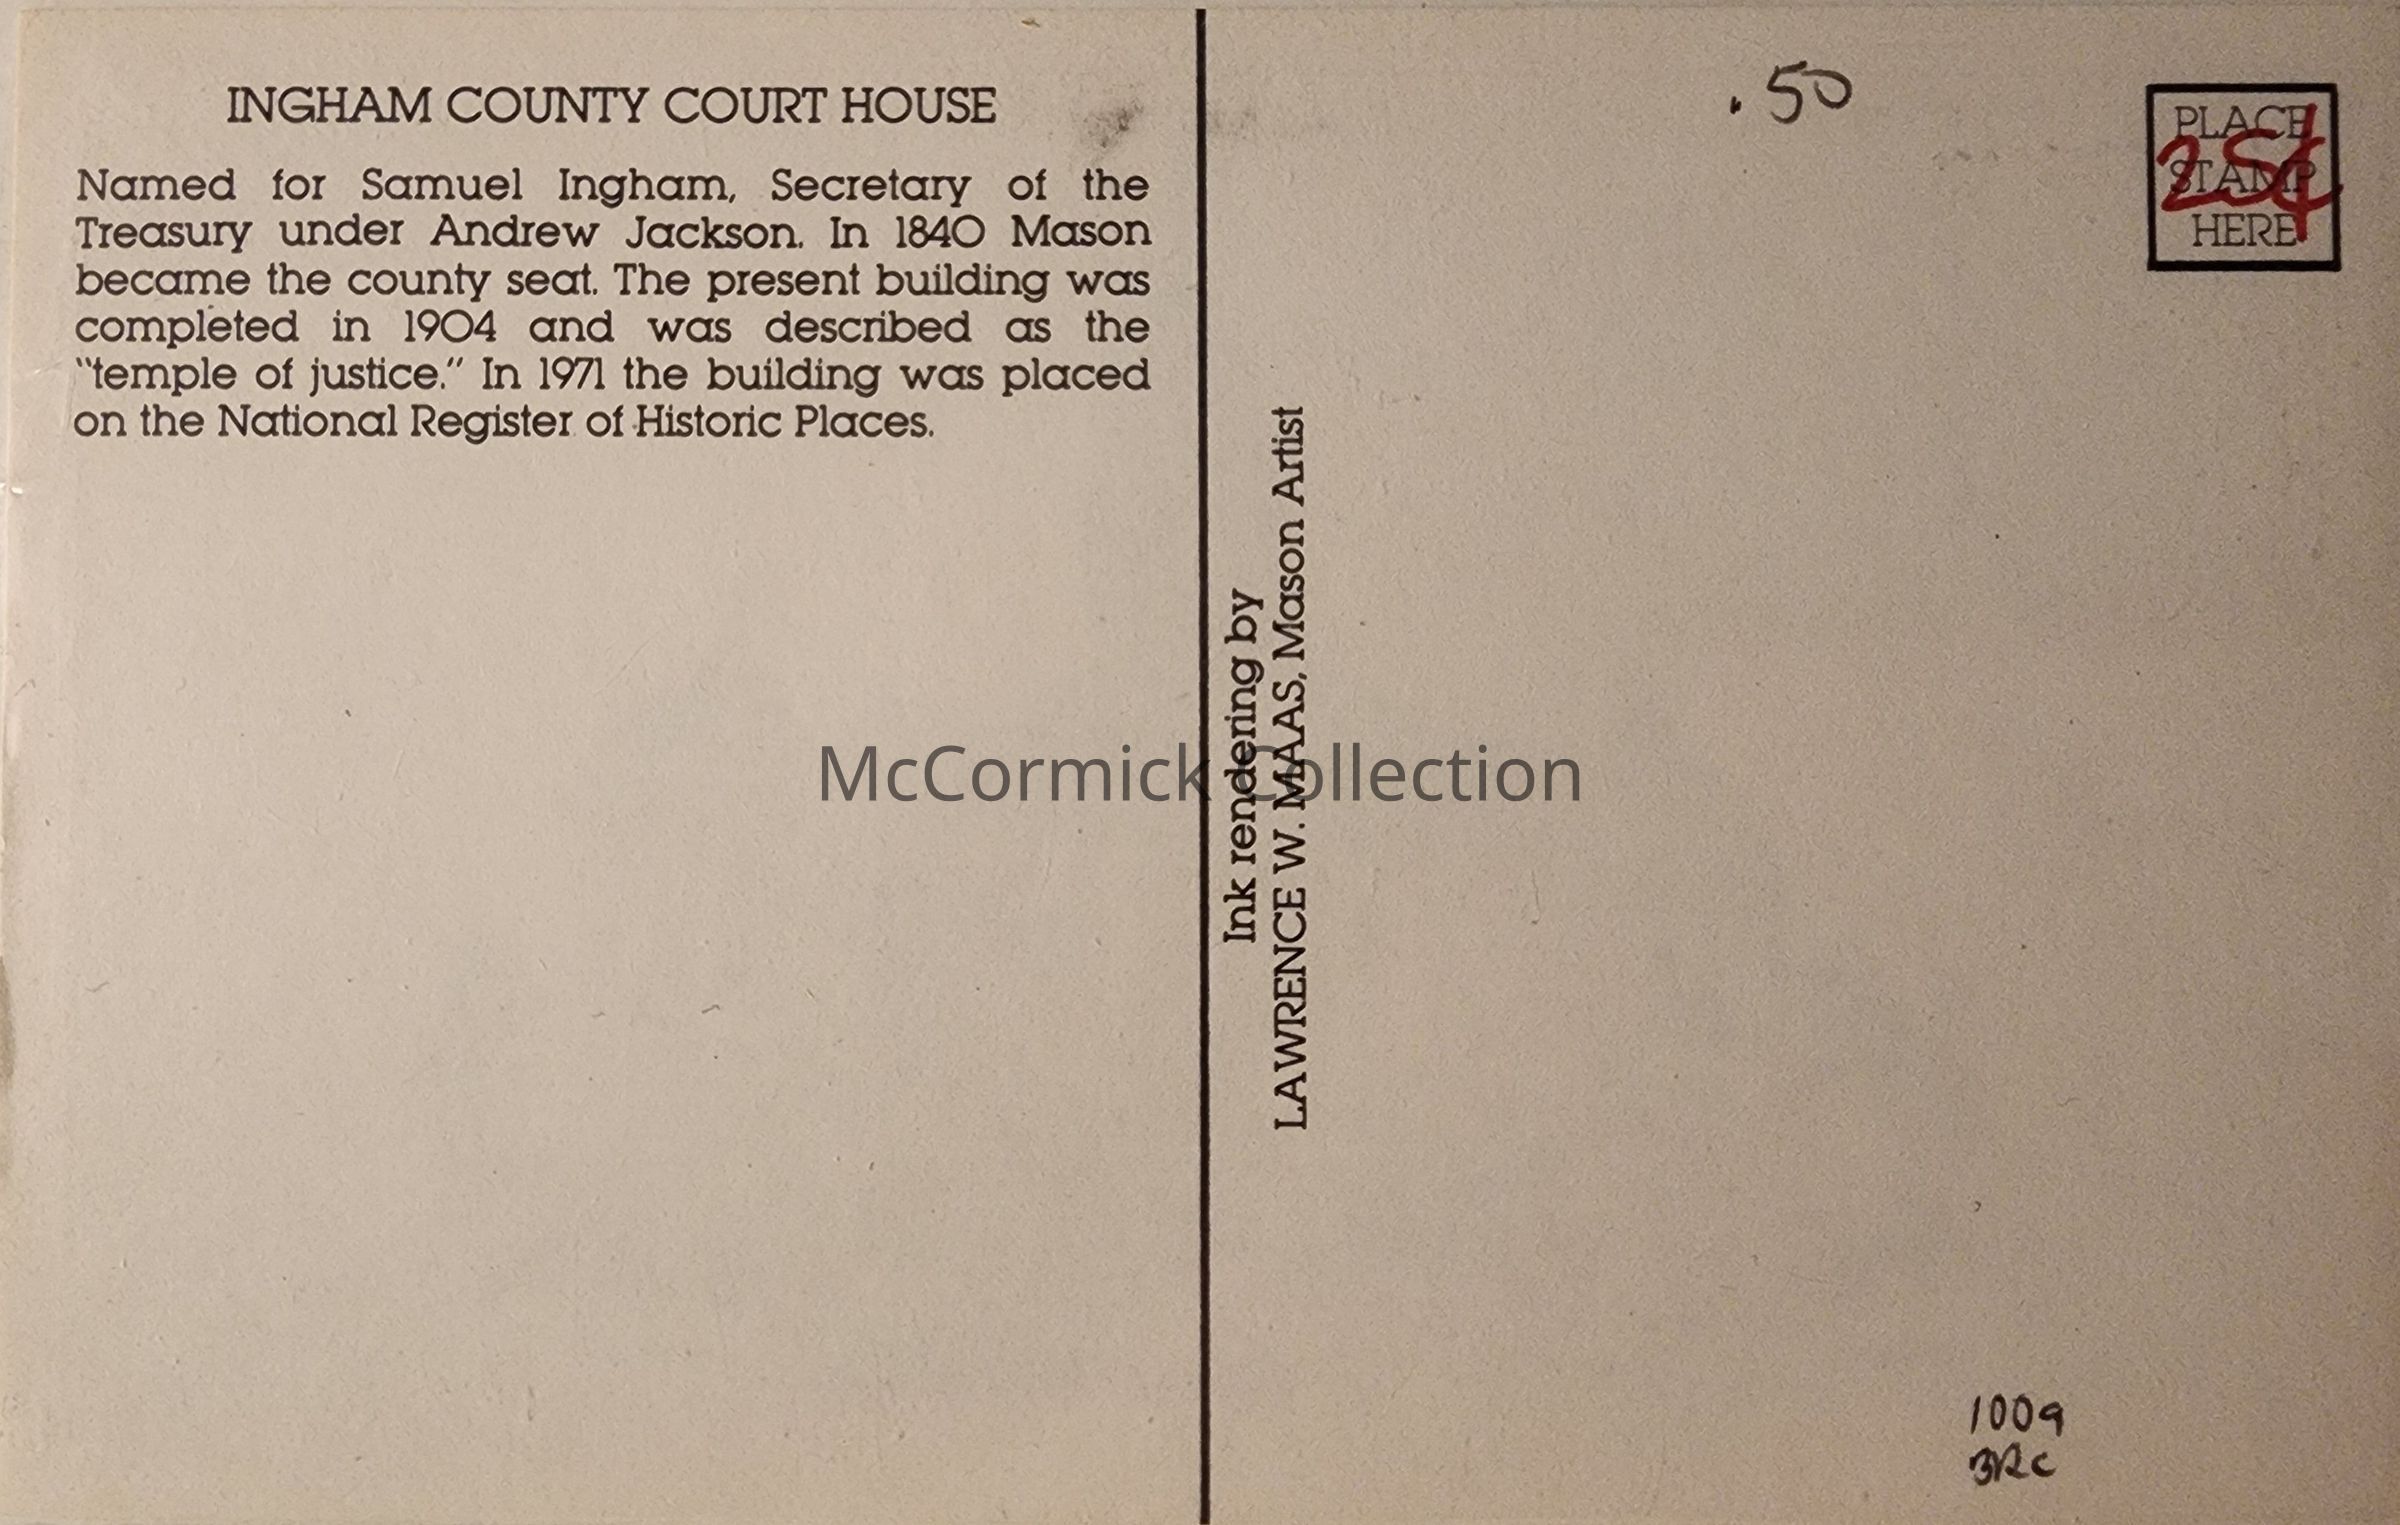 INGHAM COUNTY COURT HOUSE
Named for Samuel Ingham, Secretary of the
Treasury under Andrew Jackson. In 1840 Mason
became the county seat. The present building was
completed in 1904 and was described as the
"temple of justice." In 1971 the building was placed
on the National Register of Historic Places.
Ink rendering by
LAWRENCE W. MAAS, Mason Artist
.50
PLACE
STAMP
HERE
25¢
McCormick Collection
1009